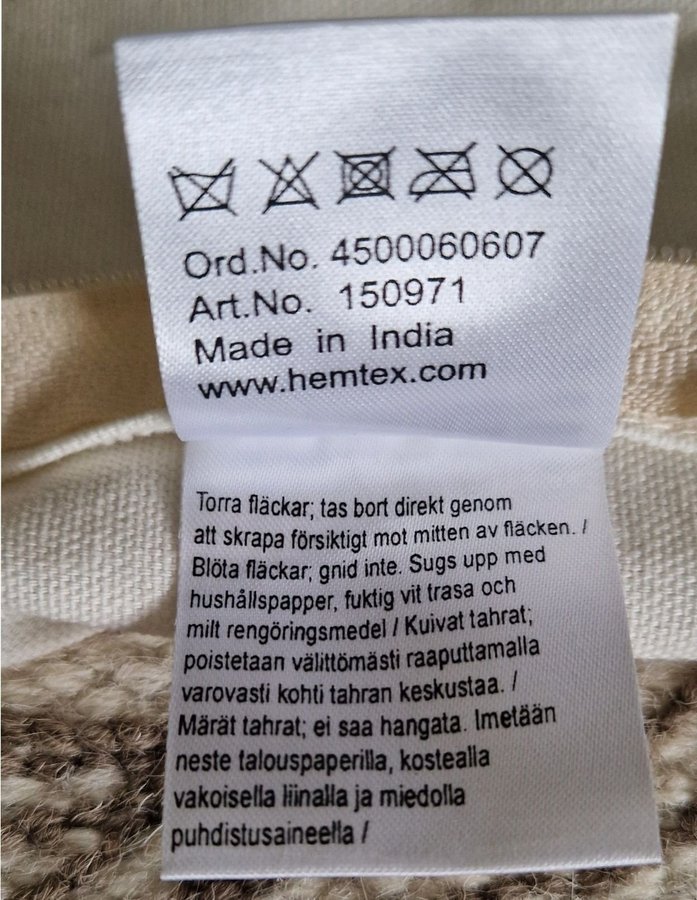 Ord.No. 4500060607
Art.No. 150971
Made in India
www.hemtex.com
Torra fläckar; tas bort direkt genom
att skrapa försiktigt mot mitten av fläcken. /
Blöta fläckar; gnid inte. Sugs upp med
hushållspapper, fuktig vit trasa och
milt rengöringsmedel / Kuivat tahrat;
poistetaan välittömästi raaputtamalla
varovasti kohti tahran keskustaa. /
Märät tahrat; ei saa hangata. Imetään
neste talouspaperilla, kostealla
vakoisella liinalla ja miedolla
puhdistusaineella /